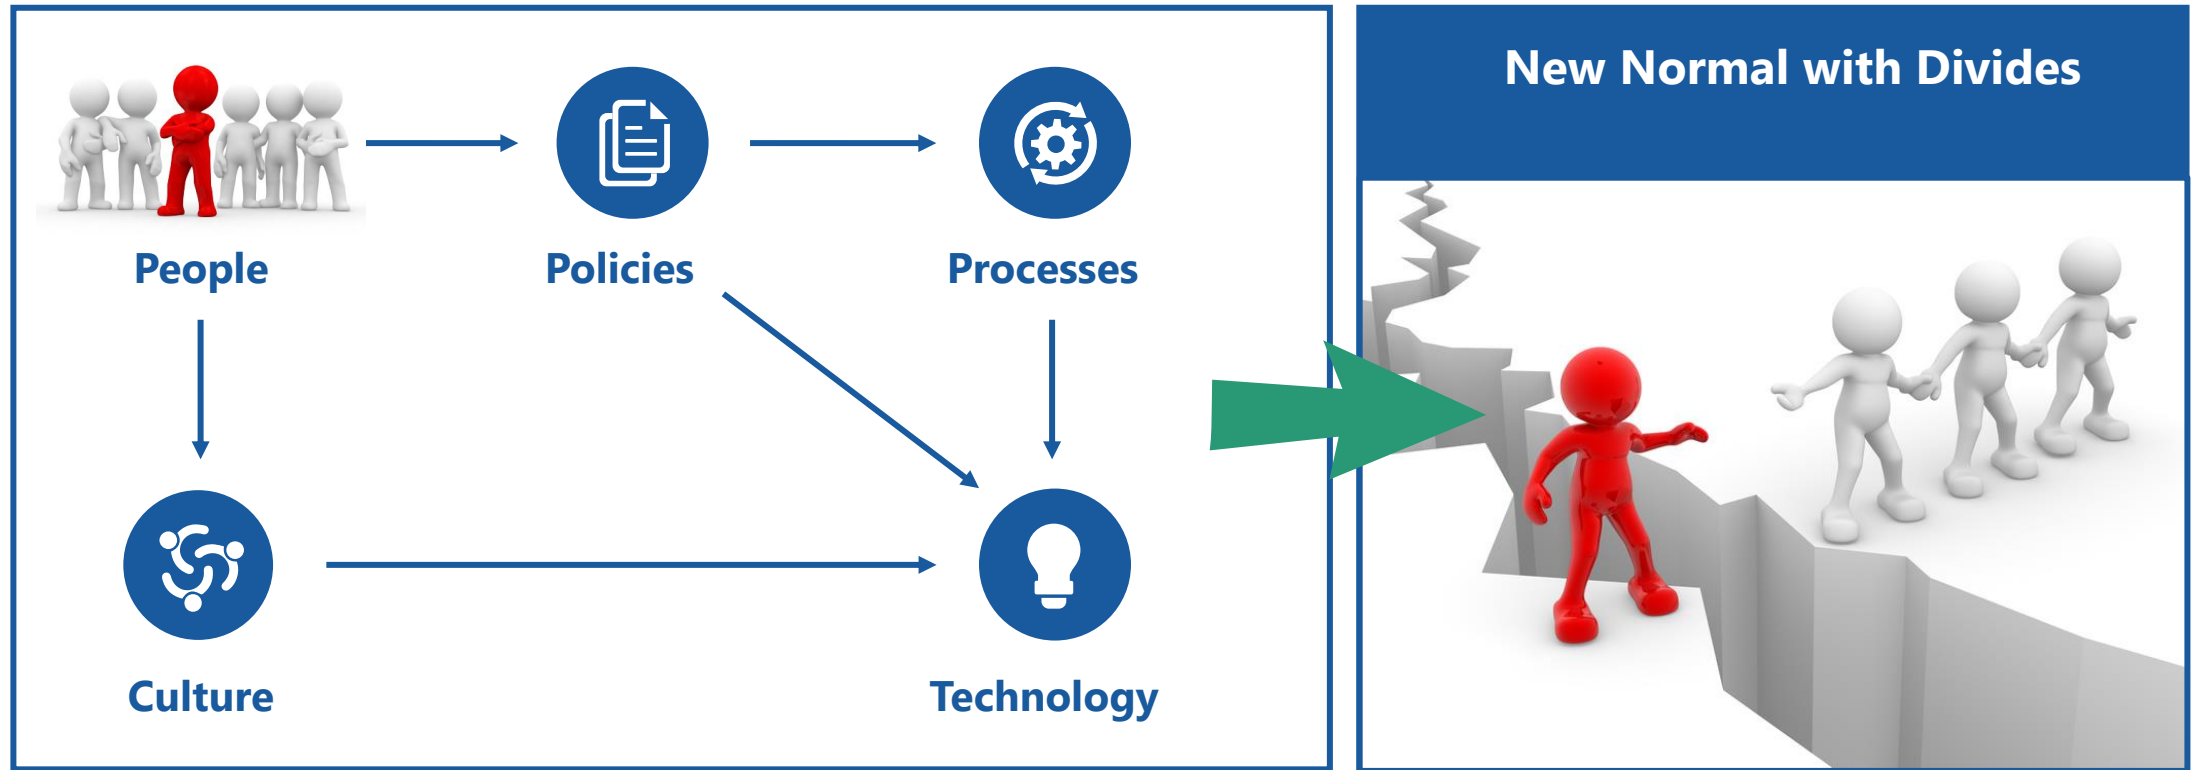 New Normal with Divides
People
Policies
Processes
Culture
Technology